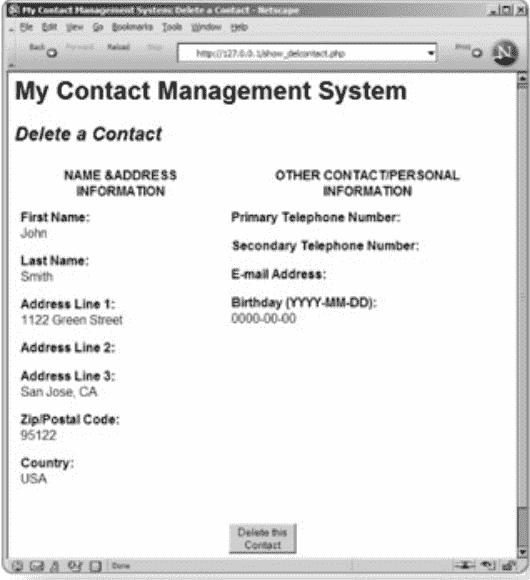 My Contact Management System: Delete a Contact - Netscape
File Edit View Go Bookmarks Tools Window Help
Back Forward Reload Stop http://127.0.0.1/show_delcontact.php Print N
My Contact Management System
Delete a Contact
NAME &ADDRESS
INFORMATION
First Name:
John
Last Name:
Smith
Address Line 1:
1122 Green Street
Address Line 2:
Address Line 3:
San Jose, CA
Zip/Postal Code:
95122
Country:
USA
OTHER CONTACT/PERSONAL
INFORMATION
Primary Telephone Number:
Secondary Telephone Number:
E-mail Address:
Birthday (YYYY-MM-DD):
0000-00-00
Delete this
Contact
Done